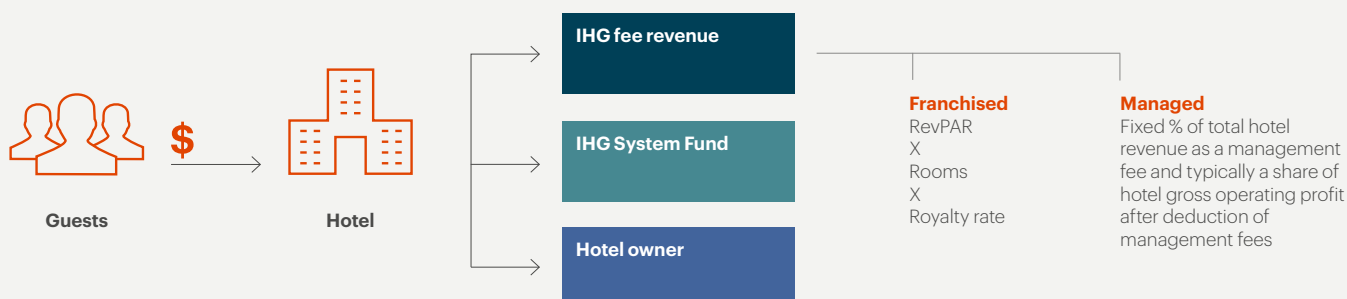 Guests
$
Hotel
IHG fee revenue
IHG System Fund
Hotel owner
Franchised
RevPAR
X
Rooms
X
Royalty rate
Managed
Fixed % of total hotel
revenue as a management
fee and typically a share of
hotel gross operating profit
after deduction of
management fees